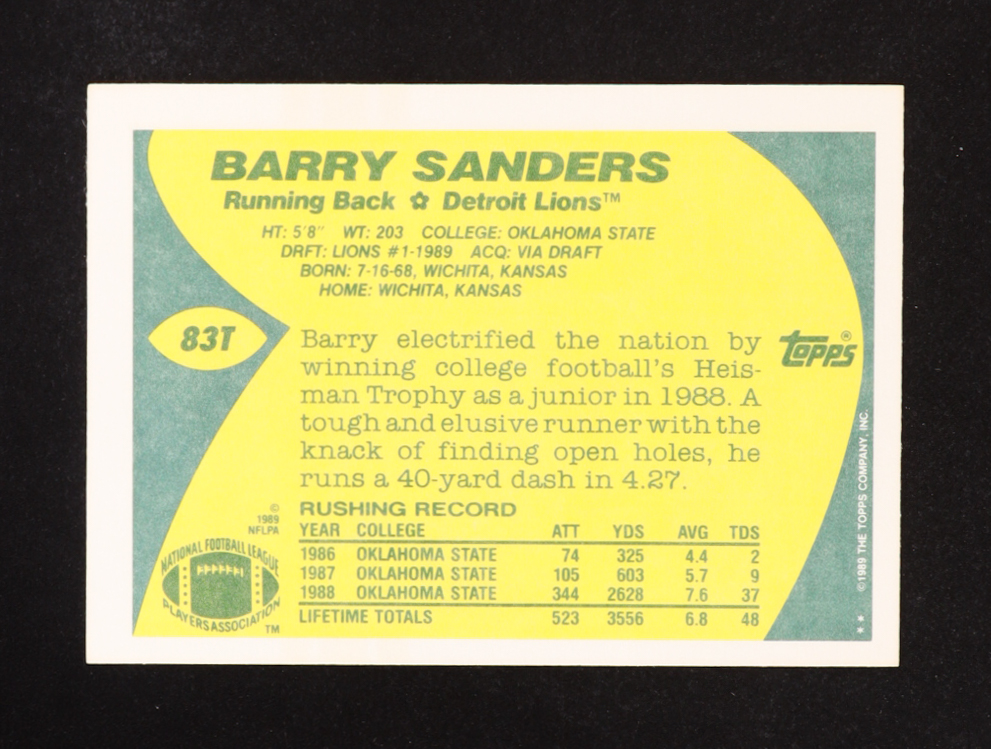 BARRY SANDERS
Running Back ✿ Detroit Lions™
HT: 5'8" WT: 203 COLLEGE: OKLAHOMA STATE
DRFT: LIONS #1-1989 ACQ: VIA DRAFT
BORN: 7-16-68, WICHITA, KANSAS
HOME: WICHITA, KANSAS
83T
topps®
Barry electrified the nation by
winning college football's Heis-
man Trophy as a junior in 1988. A
tough and elusive runner with the
knack of finding open holes, he
runs a 40-yard dash in 4.27.
RUSHING RECORD
YEAR COLLEGE ATT YDS AVG TDS
1986 OKLAHOMA STATE 74 325 4.4 2
1987 OKLAHOMA STATE 105 603 5.7 9
1988 OKLAHOMA STATE 344 2628 7.6 37
LIFETIME TOTALS 523 3556 6.8 48
©
1989
NFLPA
NATIONAL FOOTBALL LEAGUE
PLAYERS ASSOCIATION
TM
** ©1989 THE TOPPS COMPANY, INC.